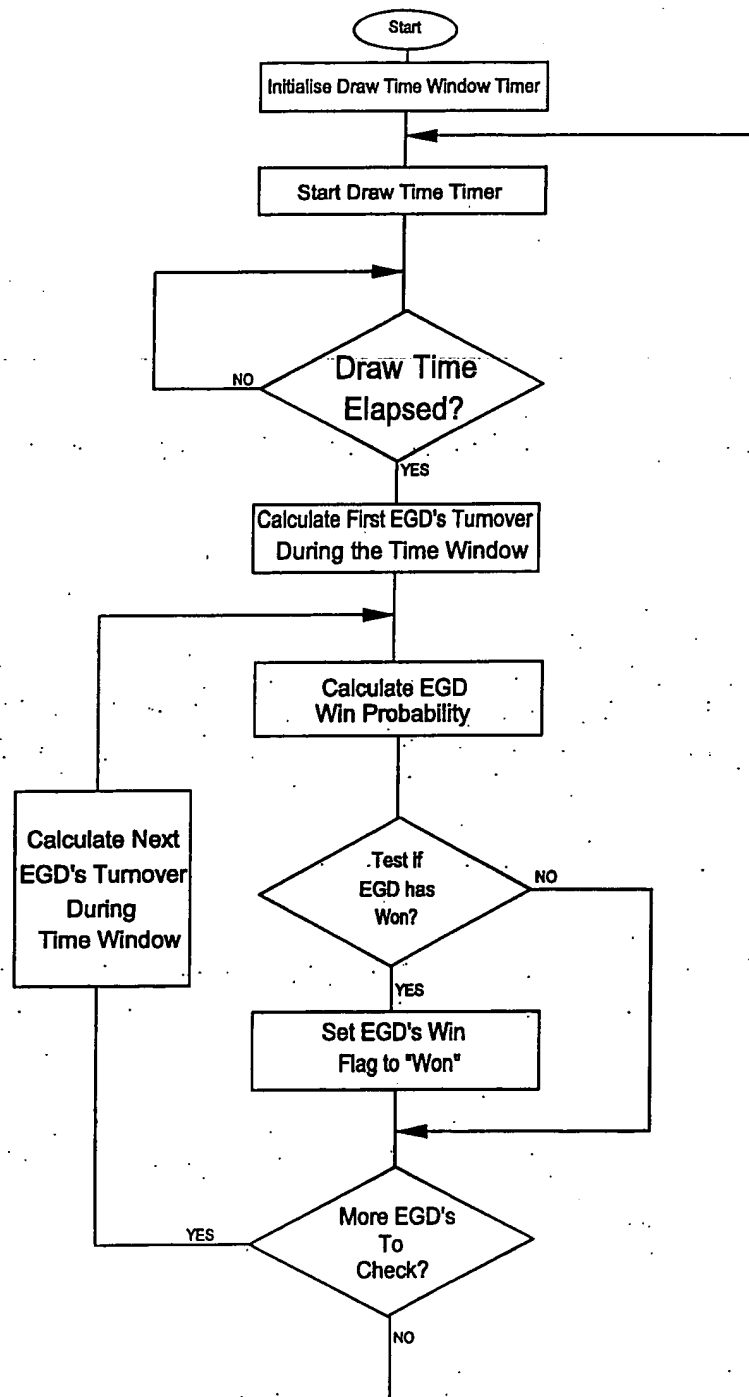 Start
Initialise Draw Time Window Timer
Start Draw Time Timer
Draw Time
Elapsed?
NO
YES
Calculate First EGD's Turnover
During the Time Window
Calculate EGD
Win Probability
Calculate Next
EGD's Turnover
During
Time Window
Test if
EGD has
Won?
NO
YES
Set EGD's Win
Flag to "Won"
More EGD's
To
Check?
YES
NO